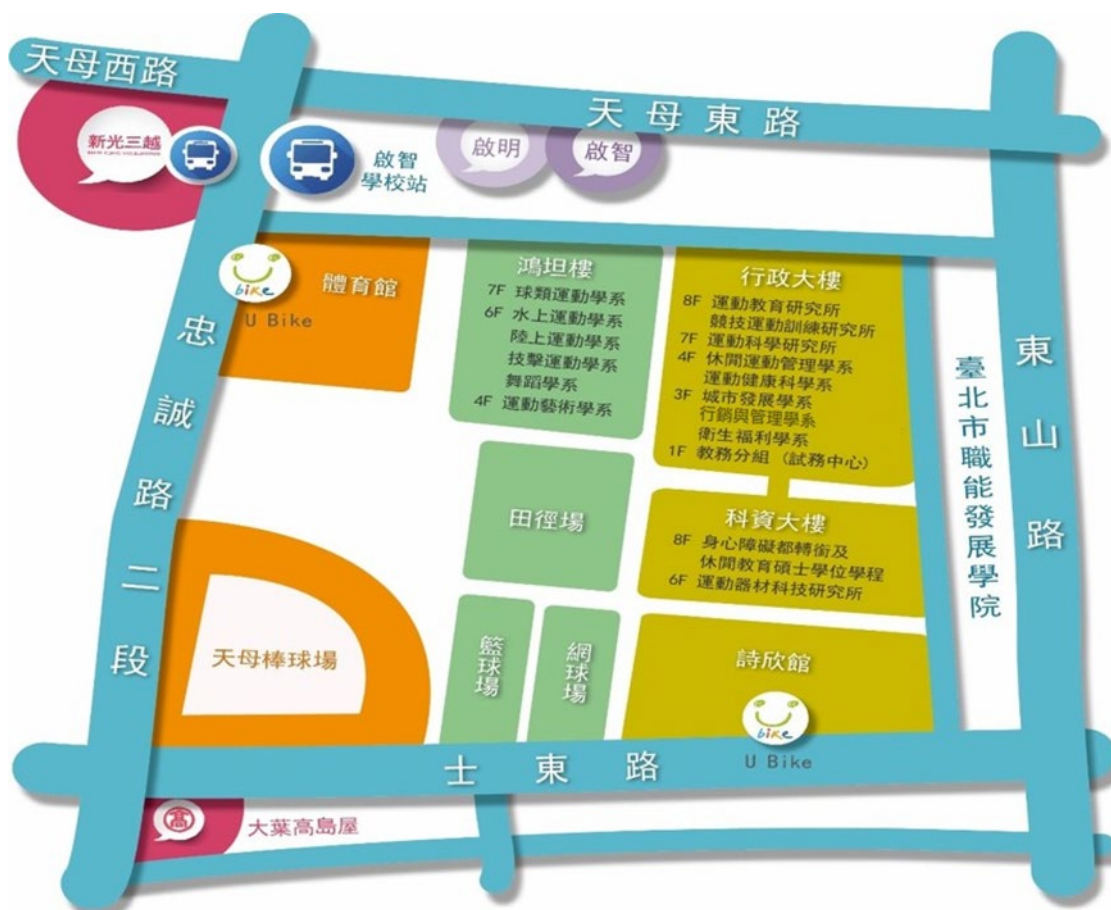 天母西路
天母東路
新光三越
啟智
學校站
啟明
啟智
bike
U Bike
體育館
鴻坦樓
7F 球類運動學系
6F 水上運動學系
陸上運動學系
技擊運動學系
舞蹈學系
4F 運動藝術學系
行政大樓
8F 運動教育研究所
競技運動訓練研究所
7F 運動科學研究所
4F 休閒運動管理學系
運動健康科學系
3F 城市發展學系
行銷與管理學系
衛生福利學系
1F 教務分組 (試務中心)
忠誠路二段
東山路
臺北市職能發展學院
田徑場
科資大樓
8F 身心障礙都轉銜及
休閒教育碩士學位學程
6F 運動器材科技研究所
天母棒球場
籃球場
網球場
詩欣館
bike
U Bike
士東路
高
大葉高島屋